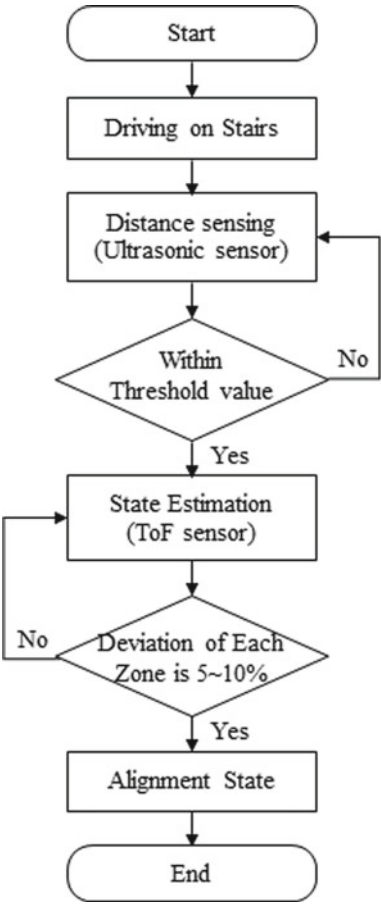 Start
Driving on Stairs
Distance sensing
(Ultrasonic sensor)
Within
Threshold value
No
Yes
State Estimation
(ToF sensor)
No
Deviation of Each
Zone is 5~10%
Yes
Alignment State
End